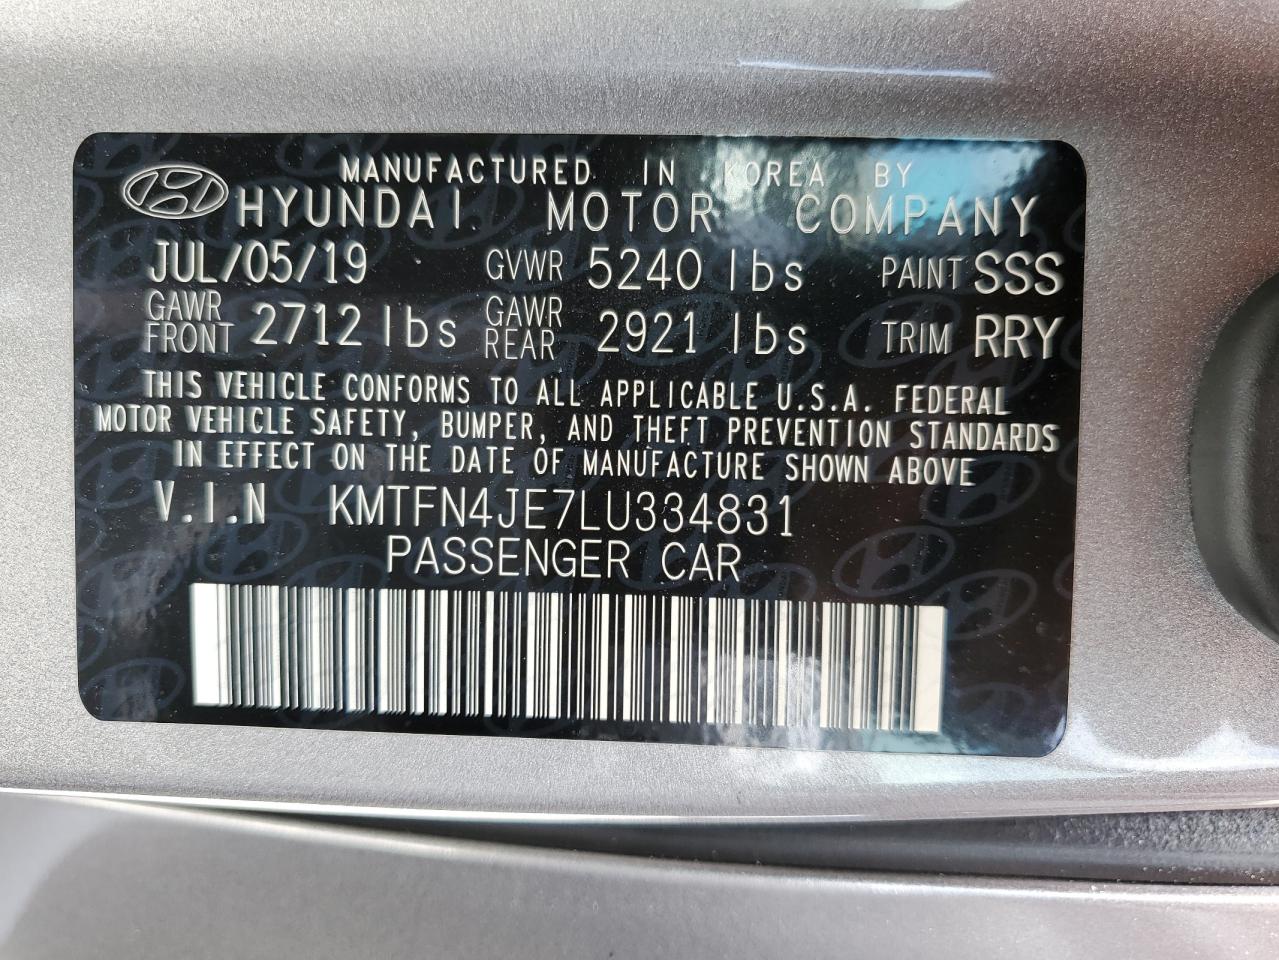 MANUFACTURED IN KOREA BY
HYUNDAI MOTOR COMPANY
JUL/05/19 GVWR 5240 lbs PAINT SSS
GAWR FRONT 2712 lbs GAWR REAR 2921 lbs TRIM RRY
THIS VEHICLE CONFORMS TO ALL APPLICABLE U.S.A. FEDERAL
MOTOR VEHICLE SAFETY, BUMPER, AND THEFT PREVENTION STANDARDS
IN EFFECT ON THE DATE OF MANUFACTURE SHOWN ABOVE
V.I.N KMTFN4JE7LU334831
PASSENGER CAR